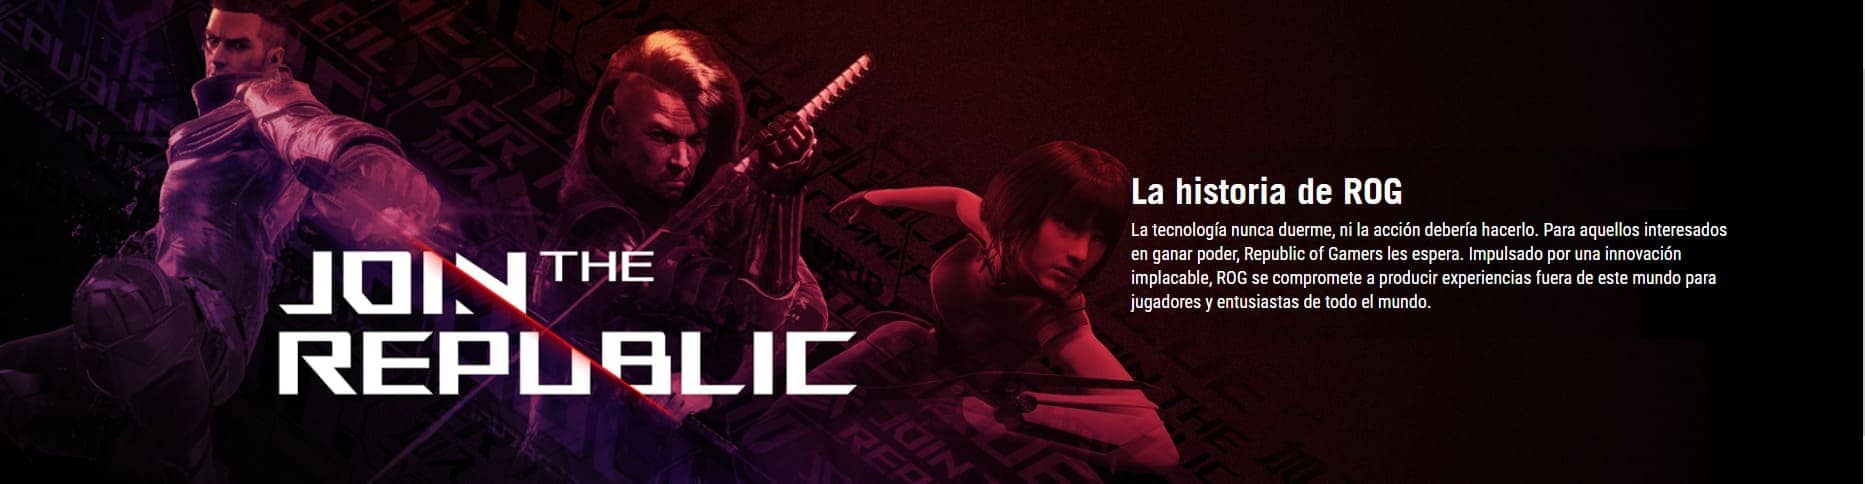 JOIN THE
REPUBLIC
La historia de ROG
La tecnología nunca duerme, ni la acción debería hacerlo. Para aquellos interesados
en ganar poder, Republic of Gamers les espera. Impulsado por una innovación
implacable, ROG se compromete a producir experiencias fuera de este mundo para
jugadores y entusiastas de todo el mundo.